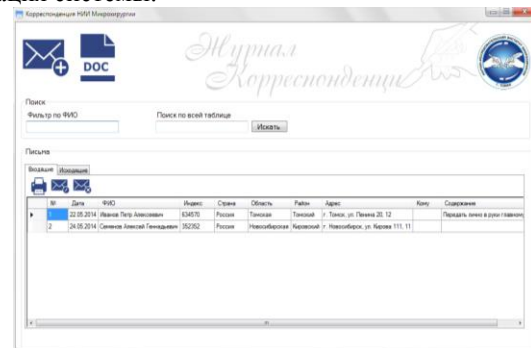 ации системы.
Корреспонденция НИИ Микрохирургии
DOC
Журнал
Корреспонденци
Поиск
Фильтр по ФИО Поиск по всей таблице
Искать
Письма
Входящие Исходящие
№ Дата ФИО Индекс Страна Область Район Адрес Кому Содержание
1 22.05.2014 Иванов Петр Алексеевич 634570 Россия Томская Томский г. Томск, ул. Ленина 20, 12 Передать лично в руки главному
2 24.05.2014 Семенов Алексей Геннадьевич 352352 Россия Новосибирская Кировский г. Новосибирск, ул. Кирова 111, 11